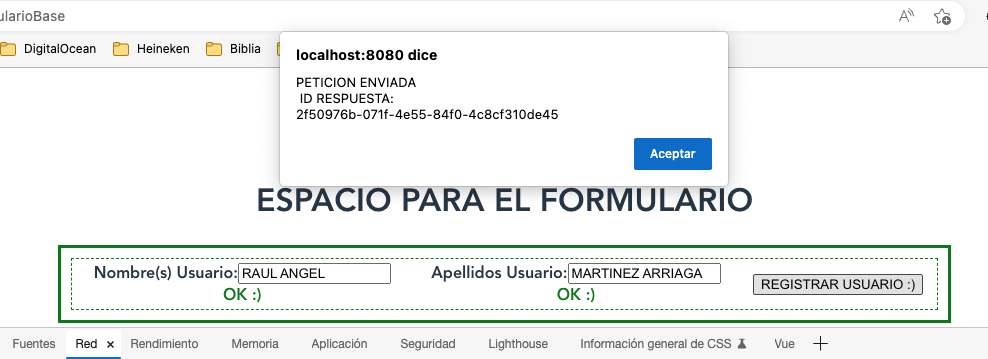 ularioBase
DigitalOcean Heineken Biblia
localhost:8080 dice
PETICION ENVIADA
ID RESPUESTA:
2f50976b-071f-4e55-84f0-4c8cf310de45
Aceptar
ESPACIO PARA EL FORMULARIO
Nombre(s) Usuario: RAUL ANGEL Apellidos Usuario: MARTINEZ ARRIAGA REGISTRAR USUARIO :)
OK :) OK :)
Fuentes Red × Rendimiento Memoria Aplicación Seguridad Lighthouse Información general de CSS Vue +